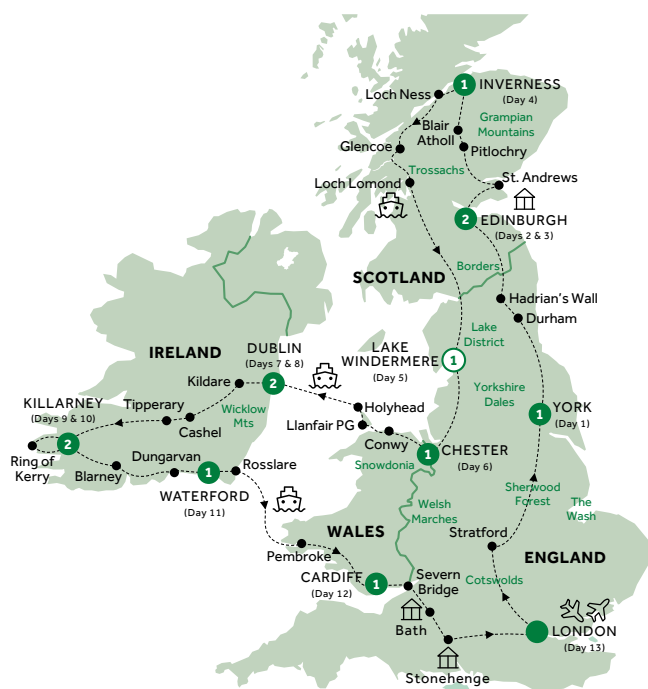 Loch Ness
1
INVERNESS
(Day 4)
Grampian
Mountains
Blair
Atholl
Glencoe
Pitlochry
Trossachs
St. Andrews
Loch Lomond
2
EDINBURGH
(Days 2 & 3)
Borders
SCOTLAND
Hadrian's Wall
Durham
Lake
District
LAKE
WINDERMERE
(Day 5)
1
IRELAND
DUBLIN
(Days 7 & 8)
2
Kildare
Yorkshire
Dales
KILLARNEY
(Days 9 & 10)
2
Tipperary
Wicklow
Mts
Cashel
Holyhead
Llanfair PG
Conwy
1
YORK
(Day 1)
1
CHESTER
(Day 6)
Snowdonia
Ring of
Kerry
Blarney
Dungarvan
1
Rosslare
WATERFORD
(Day 11)
Sherwood
Forest
The
Wash
Welsh
Marches
WALES
Stratford
ENGLAND
Pembroke
CARDIFF
(Day 12)
1
Severn
Bridge
Cotswolds
Bath
LONDON
(Day 13)
Stonehenge